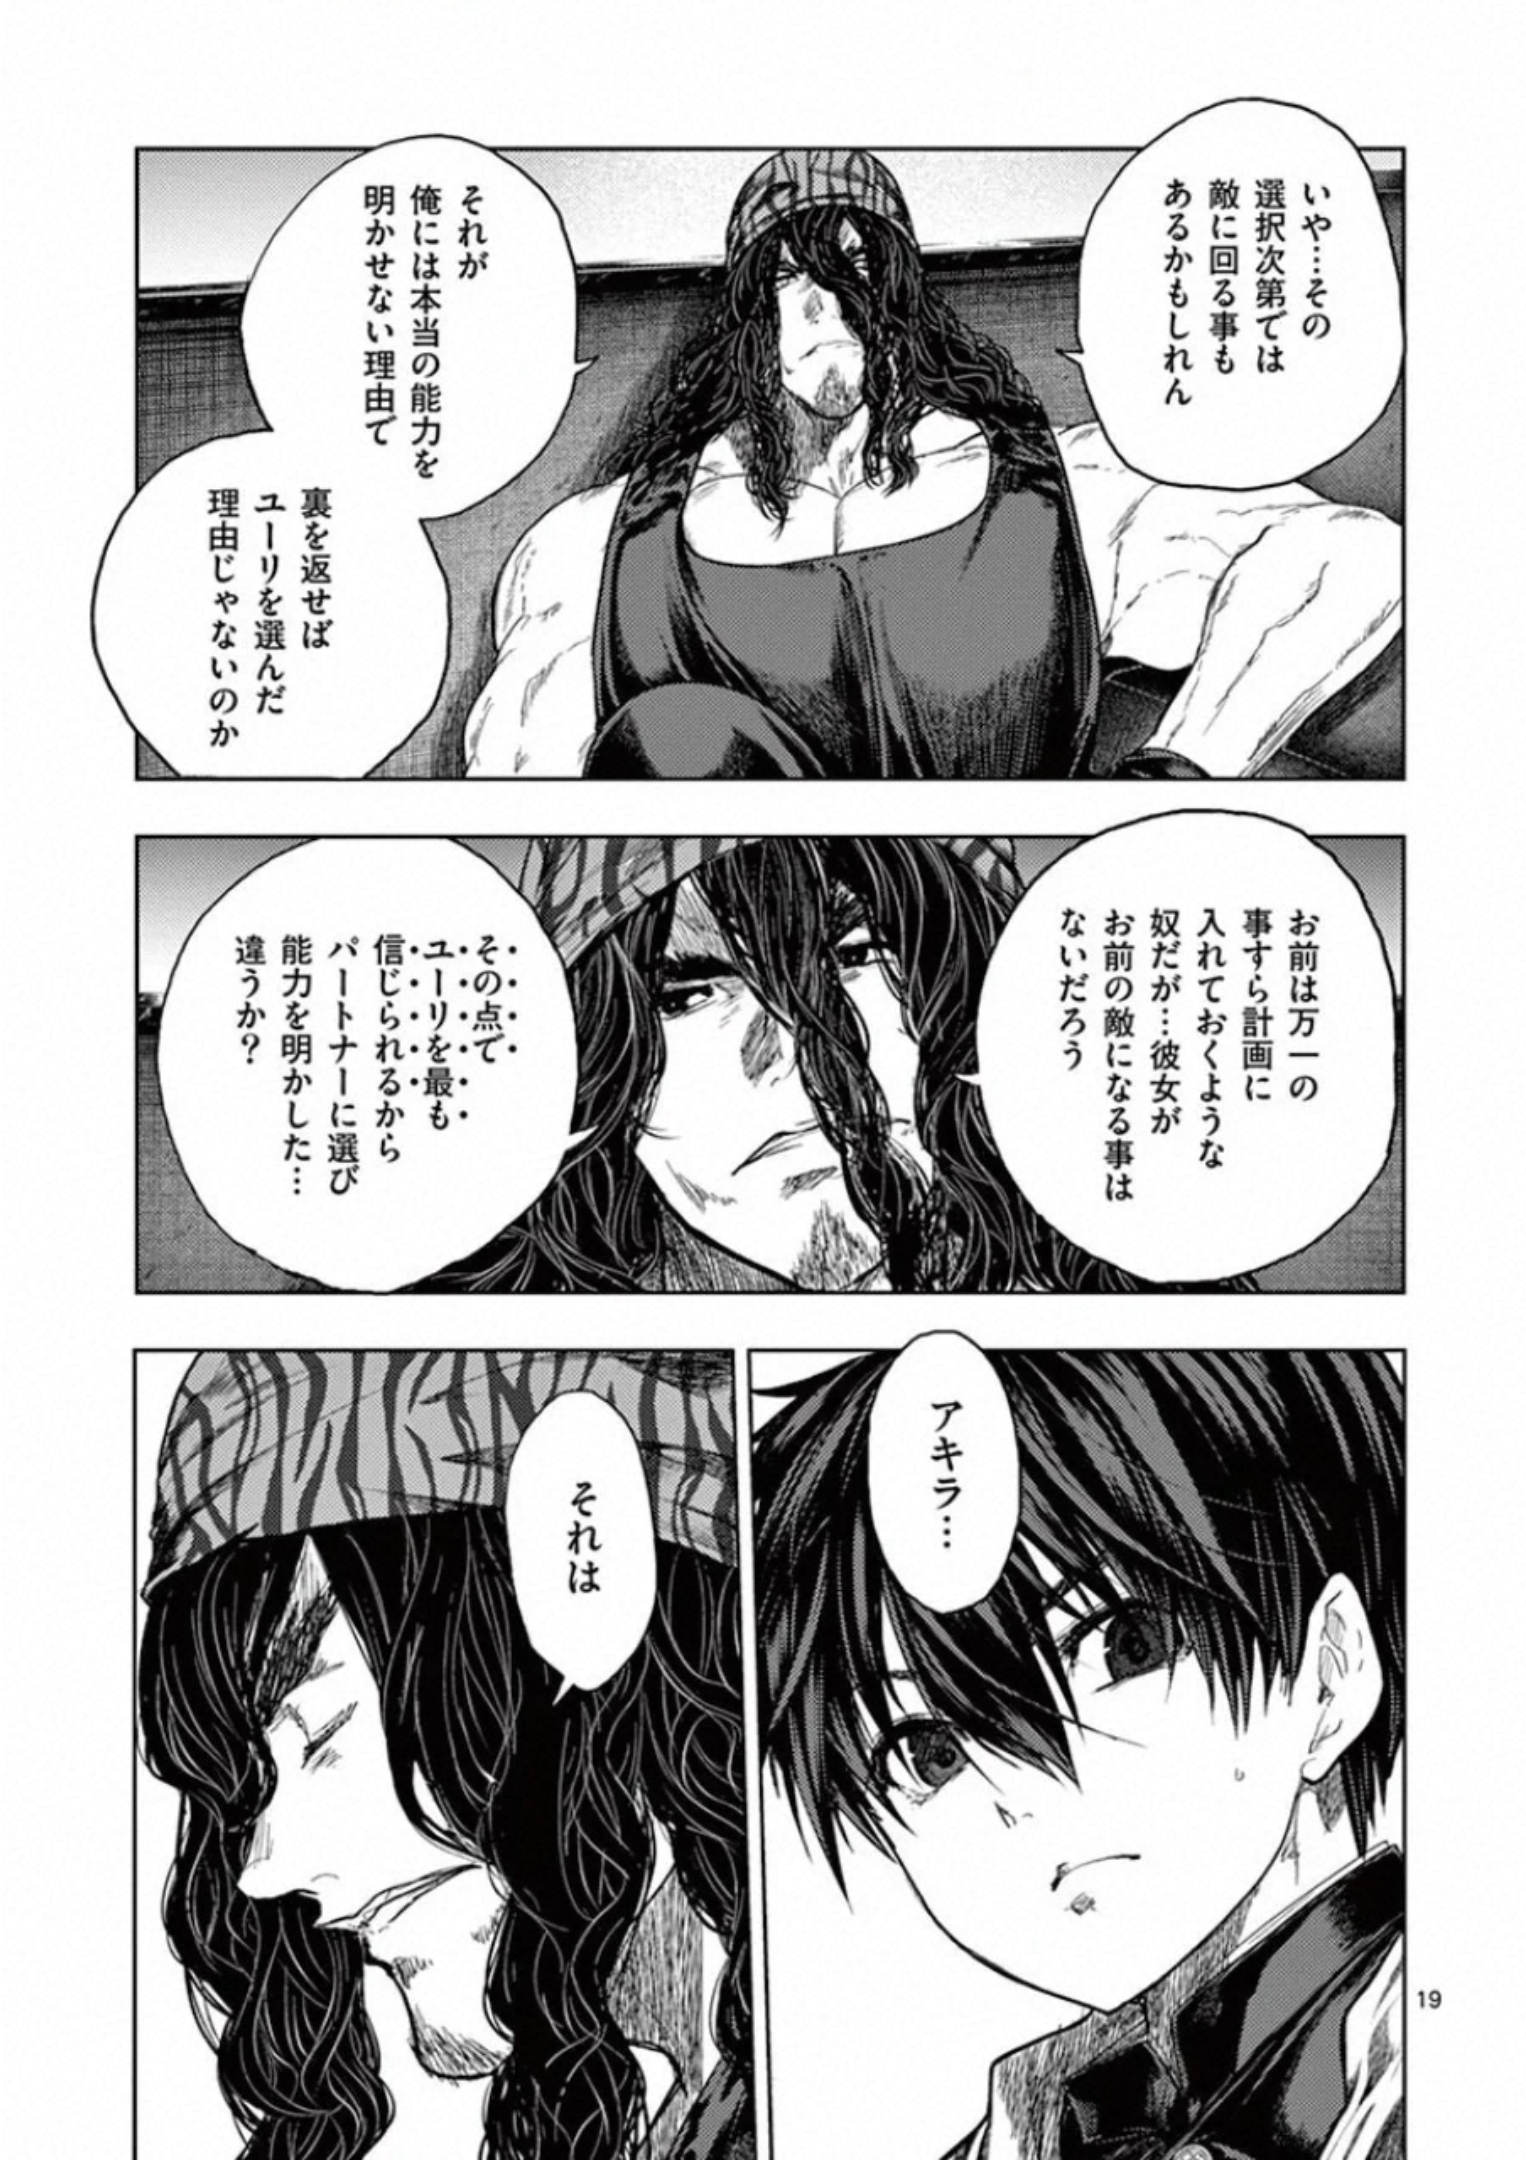 いや…その
選択次第では
敵に回る事も
あるかもしれん
それが
俺には本当の能力を
明かせない理由で
裏を返せば
ユーリを選んだ
理由じゃないのか
お前は万一の
事すら計画に
入れておくような
奴だが…彼女が
お前の敵になる事は
ないだろう
その点で
ユーリを最も
信じられるから
パートナーに選び
能力を明かした…
違うか?
アキラ…
それは
19